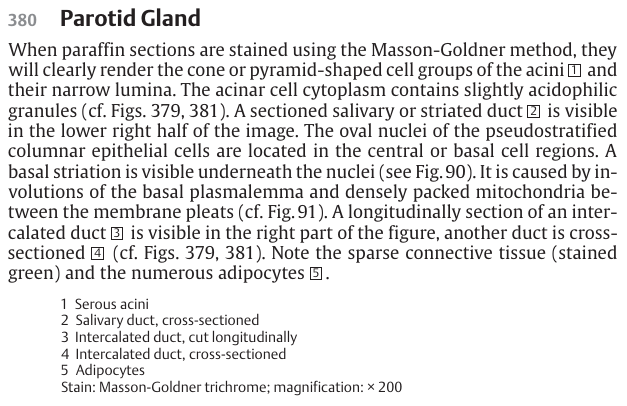 380 Parotid Gland
When paraffin sections are stained using the Masson-Goldner method, they
will clearly render the cone or pyramid-shaped cell groups of the acini 1 and
their narrow lumina. The acinar cell cytoplasm contains slightly acidophilic
granules (cf. Figs. 379, 381). A sectioned salivary or striated duct 2 is visible
in the lower right half of the image. The oval nuclei of the pseudostratified
columnar epithelial cells are located in the central or basal cell regions. A
basal striation is visible underneath the nuclei (see Fig. 90). It is caused by in-
volutions of the basal plasmalemma and densely packed mitochondria be-
tween the membrane pleats (cf. Fig. 91). A longitudinally section of an inter-
calated duct 3 is visible in the right part of the figure, another duct is cross-
sectioned 4 (cf. Figs. 379, 381). Note the sparse connective tissue (stained
green) and the numerous adipocytes 5.
1 Serous acini
2 Salivary duct, cross-sectioned
3 Intercalated duct, cut longitudinally
4 Intercalated duct, cross-sectioned
5 Adipocytes
Stain: Masson-Goldner trichrome; magnification: × 200